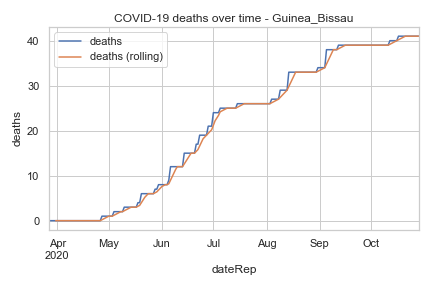 COVID-19 deaths over time - Guinea_Bissau
deaths
deaths (rolling)
40
30
20
10
0
deaths
Apr
2020
May
Jun
Jul
Aug
Sep
Oct
dateRep